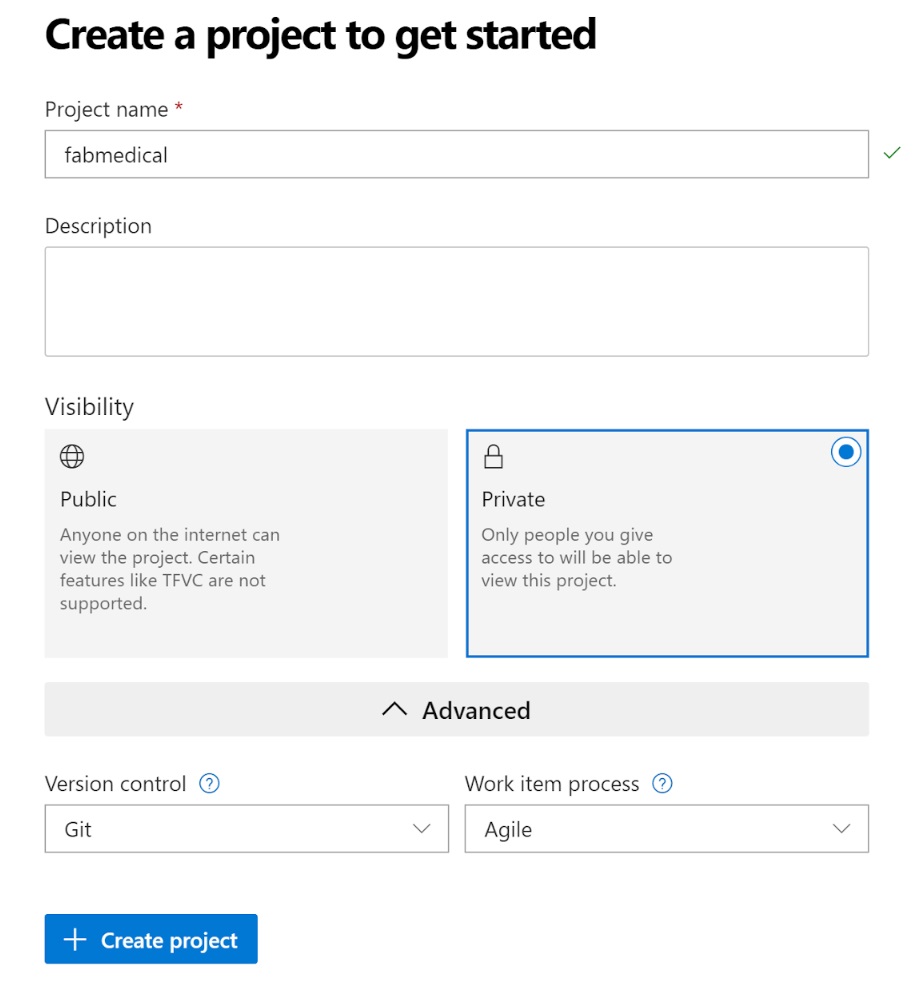 Create a project to get started
Project name *
fabmedical
Description
Visibility
Public
Anyone on the internet can
view the project. Certain
features like TFVC are not
supported.
Private
Only people you give
access to will be able to
view this project.
Advanced
Version control ?
Git
Work item process ?
Agile
+ Create project